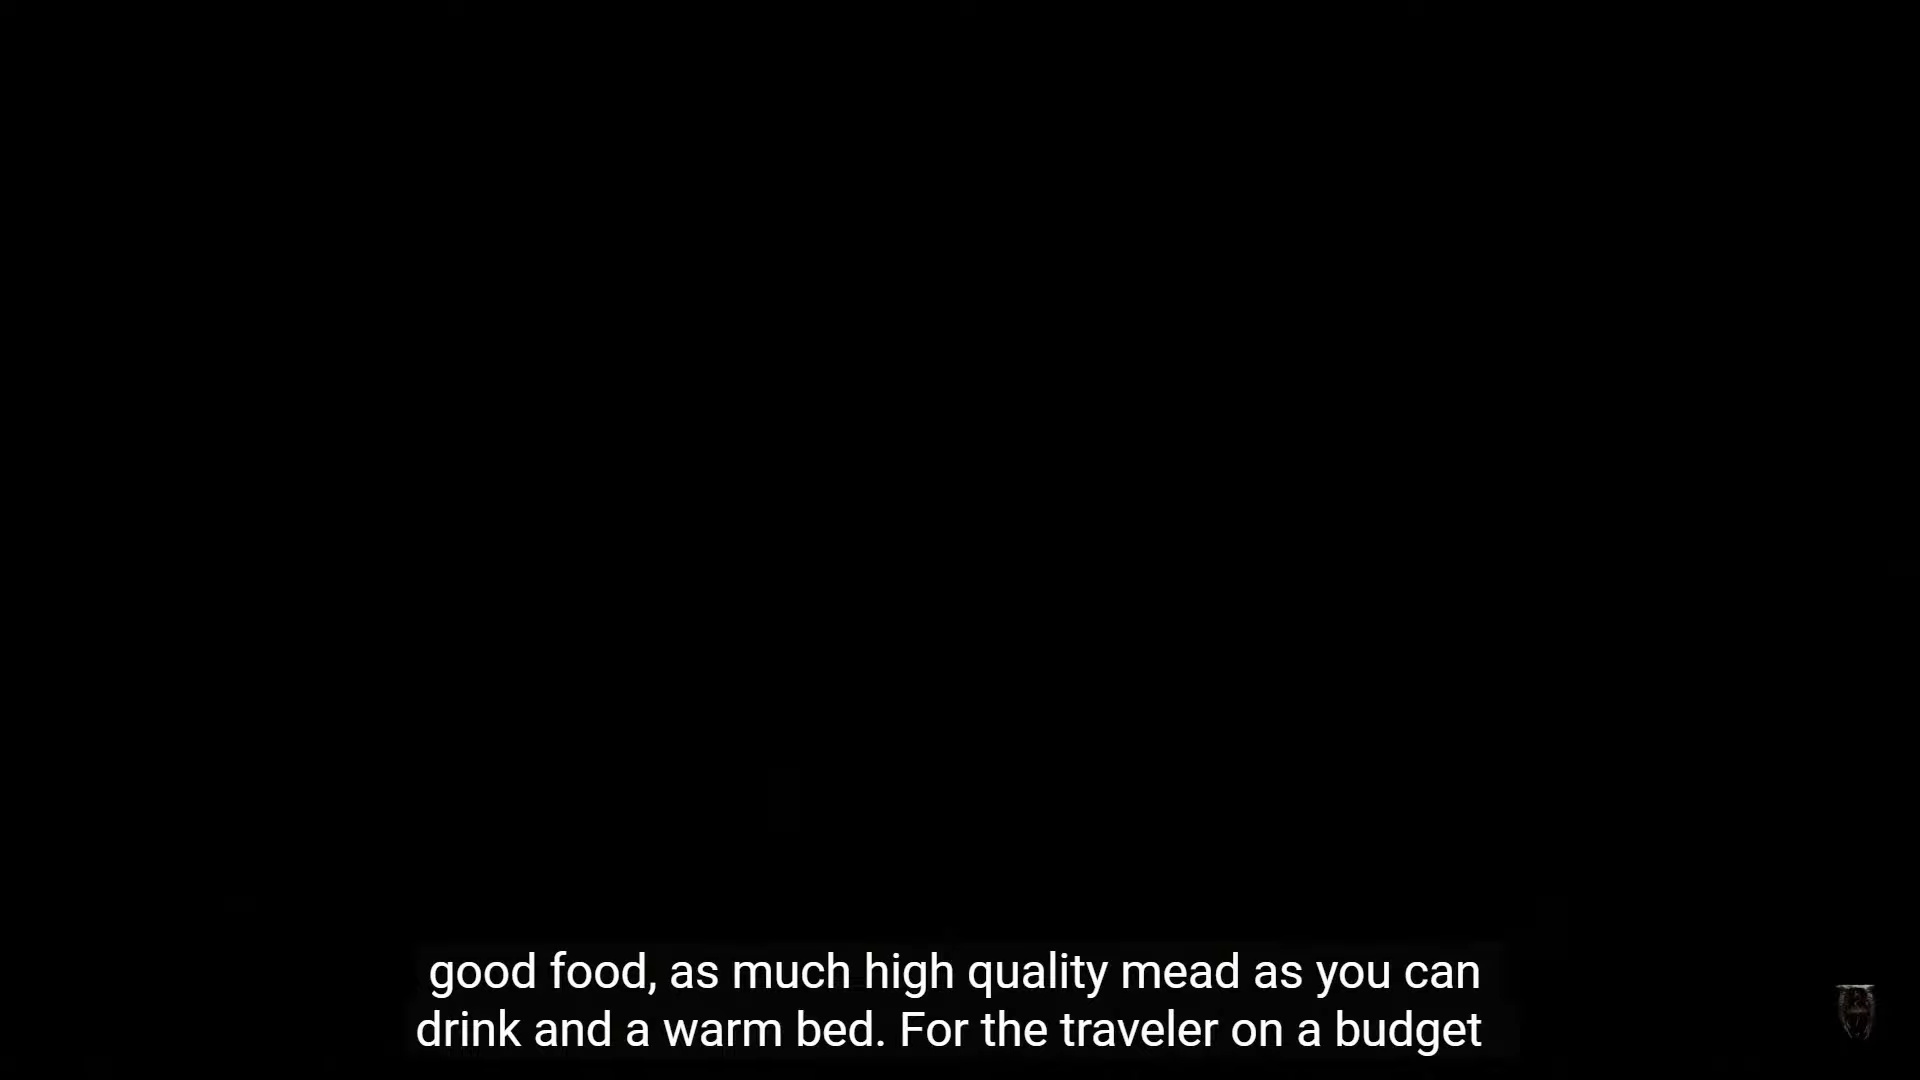 good food, as much high quality mead as you can
drink and a warm bed. For the traveler on a budget